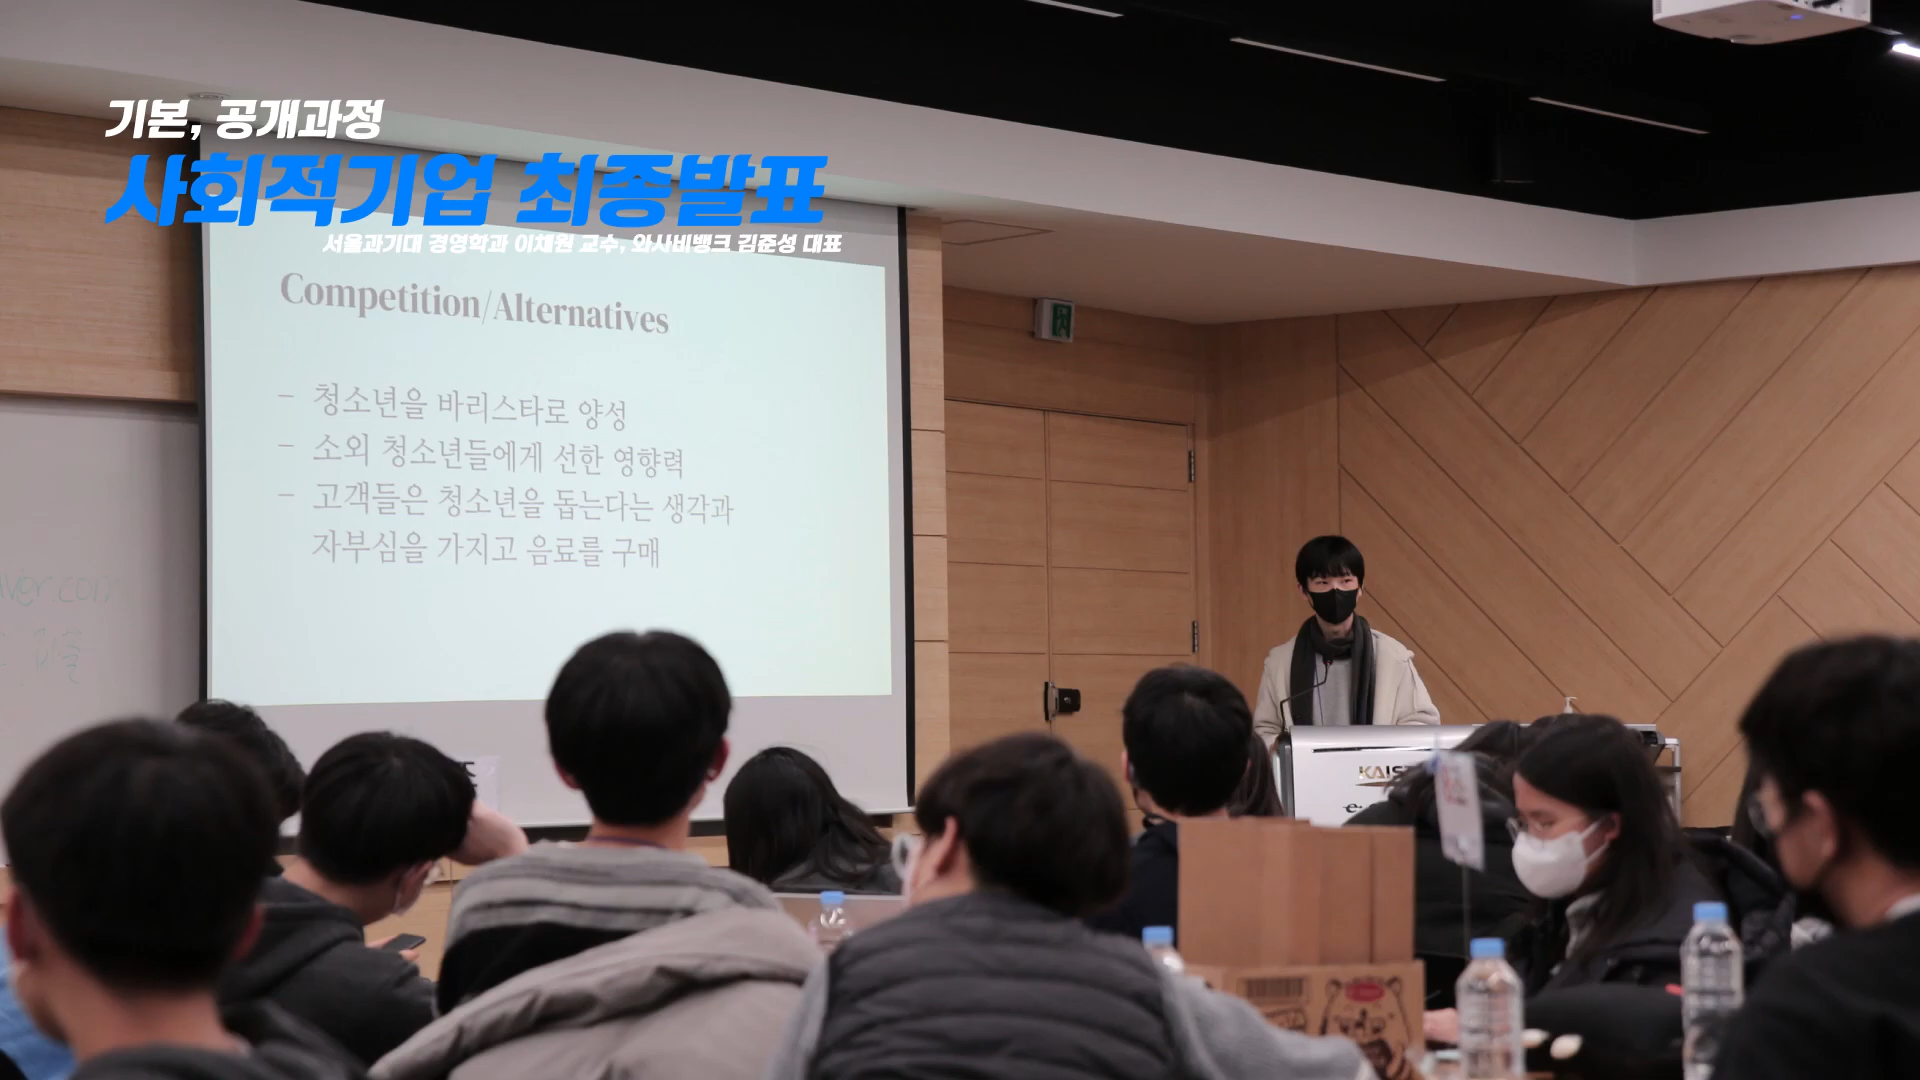 기본, 공개과정
사회적기업 최종발표
서울과기대 경영학과 이채원 교수, 와사비뱅크 김준성 대표
Competition/Alternatives
- 청소년을 바리스타로 양성
- 소외 청소년들에게 선한 영향력
- 고객들은 청소년을 돕는다는 생각과
자부심을 가지고 음료를 구매
KAIS